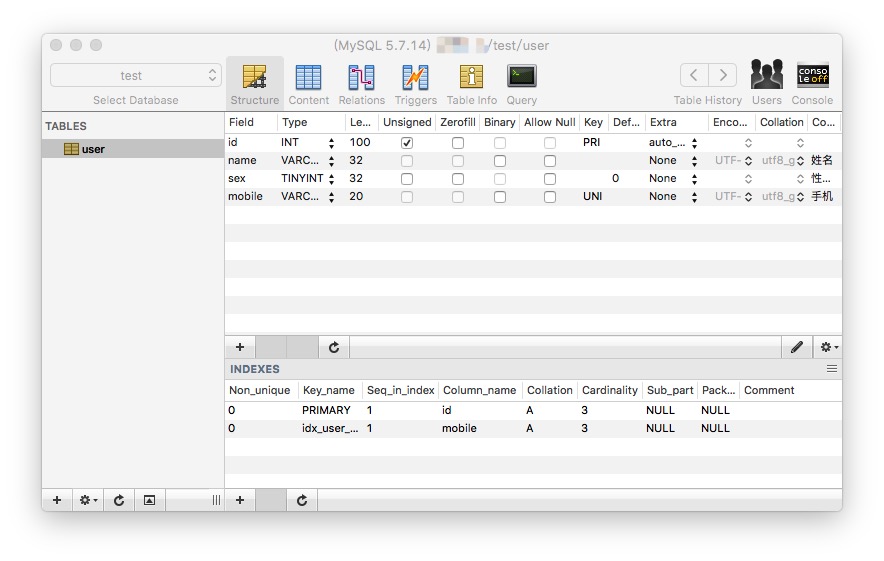 (MySQL 5.7.14) /test/user
test
Select Database
Structure Content Relations Triggers Table Info Query Table History Users Console
conso
le off
TABLES
user
Field Type Le... Unsigned Zerofill Binary Allow Null Key Def... Extra Enco... Collation Co...
id INT 100 PRI auto_...
name VARC... 32 None UTF- utf8_g 姓名
sex TINYINT 32 0 None 性...
mobile VARC... 20 UNI None UTF- utf8_g 手机
INDEXES
Non_unique Key_name Seq_in_index Column_name Collation Cardinality Sub_part Pack... Comment
0 PRIMARY 1 id A 3 NULL NULL
0 idx_user_... 1 mobile A 3 NULL NULL